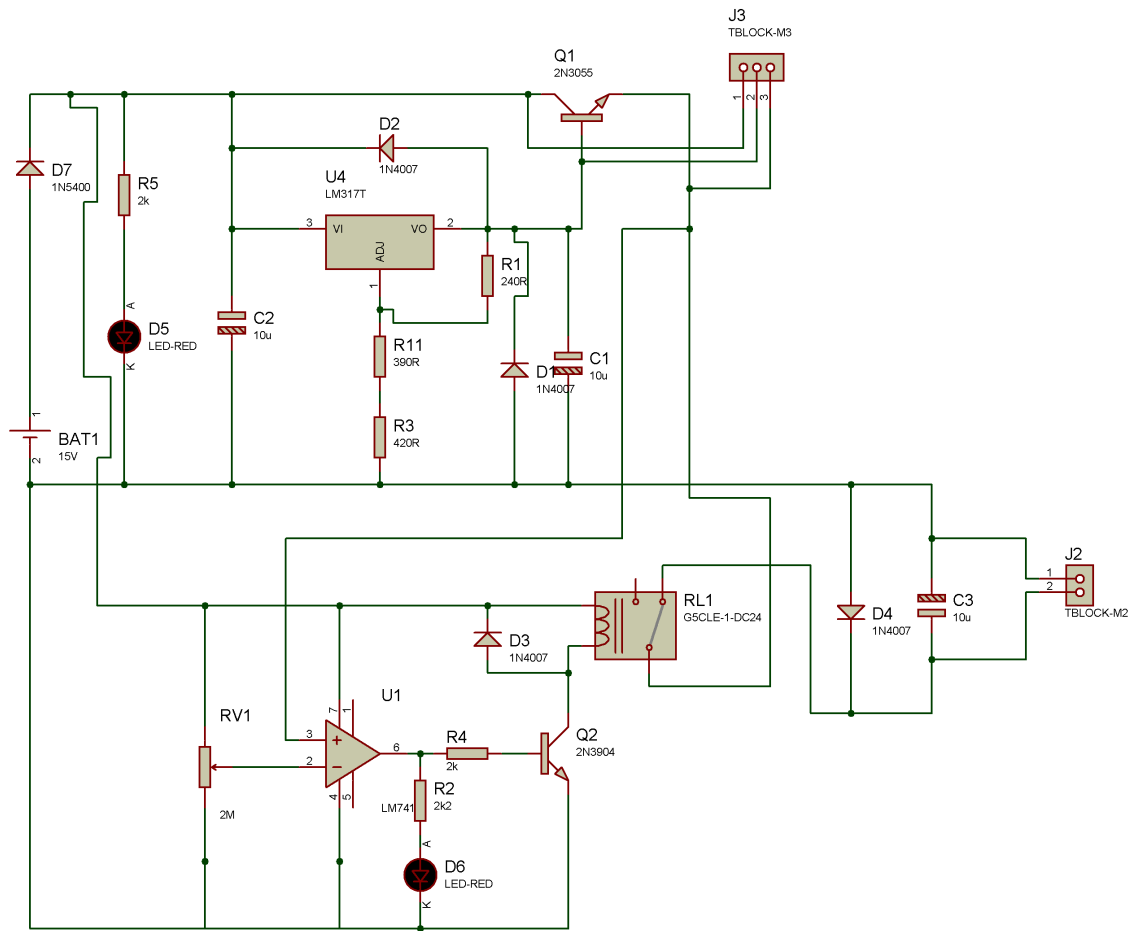 J3
TBLOCK-M3
Q1
2N3055
1
2
3
D2
1N4007
D7
1N5400
R5
2k
U4
LM317T
3
VI
VO
2
ADJ
1
R1
240R
A
D5
LED-RED
K
C2
10u
R11
390R
D1
1N4007
C1
10u
R3
420R
1
BAT1
15V
2
J2
1
2
TBLOCK-M2
RL1
G5CLE-1-DC24
C3
10u
D4
1N4007
D3
1N4007
U1
RV1
2M
7
1
3
+
6
2
−
4
5
LM741
R4
2k
Q2
2N3904
R2
2k2
A
D6
LED-RED
K